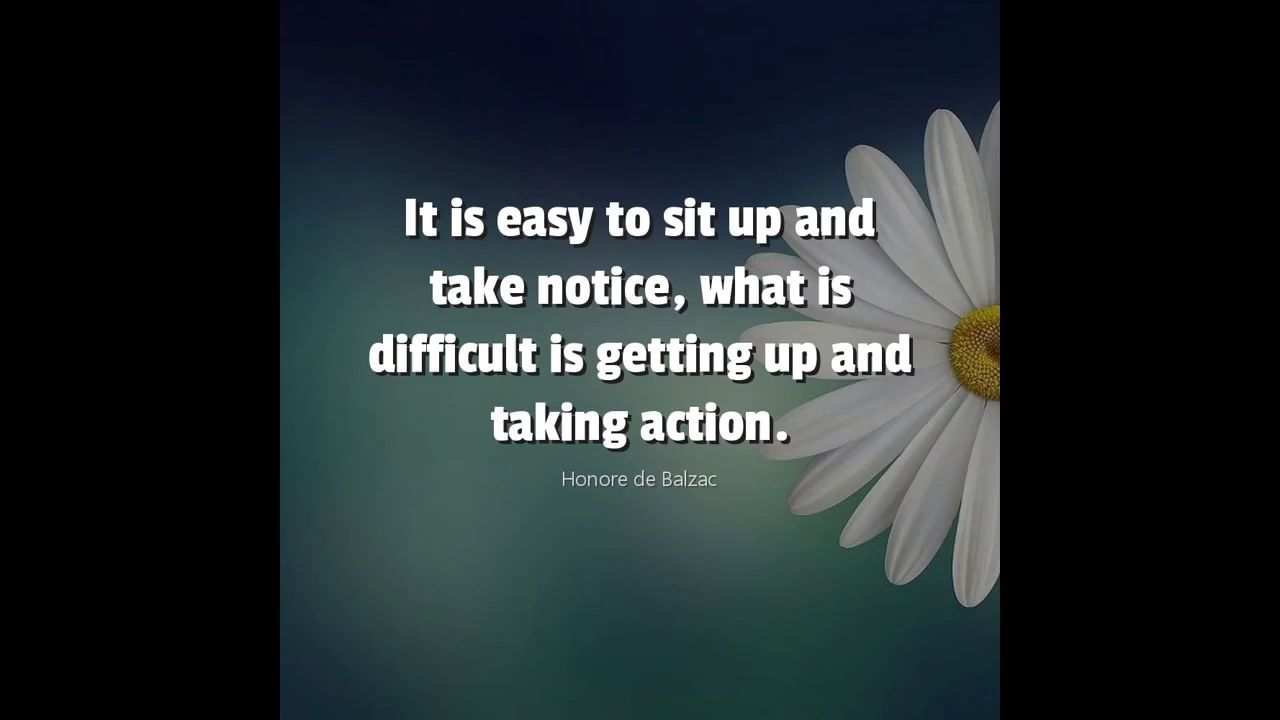 It is easy to sit up and
take notice, what is
difficult is getting up and
taking action.
Honore de Balzac